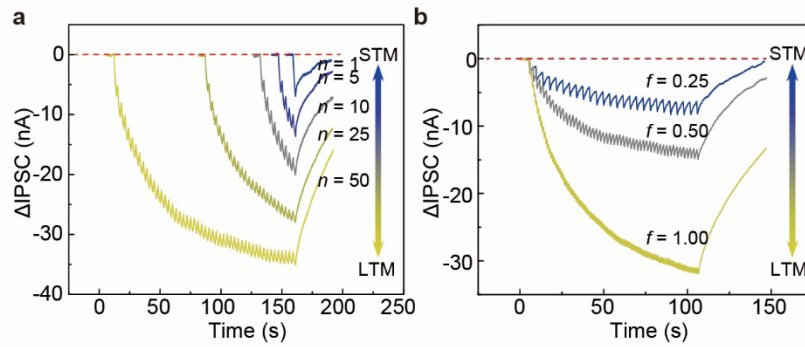 a
ΔIPSC (nA)
0
-10
-20
-30
-40
0
50
100
150
200
250
Time (s)
n = 1
n = 5
n = 10
n = 25
n = 50
STM
LTM
b
ΔIPSC (nA)
0
-10
-20
-30
0
50
100
150
Time (s)
f = 0.25
f = 0.50
f = 1.00
STM
LTM